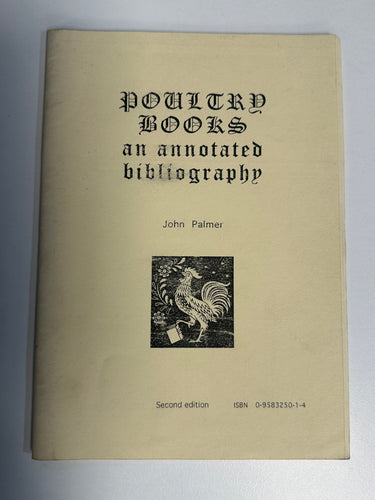 POULTRY
BOOKS
an annotated
bibliography
John Palmer
Second edition ISBN 0-9583250-1-4